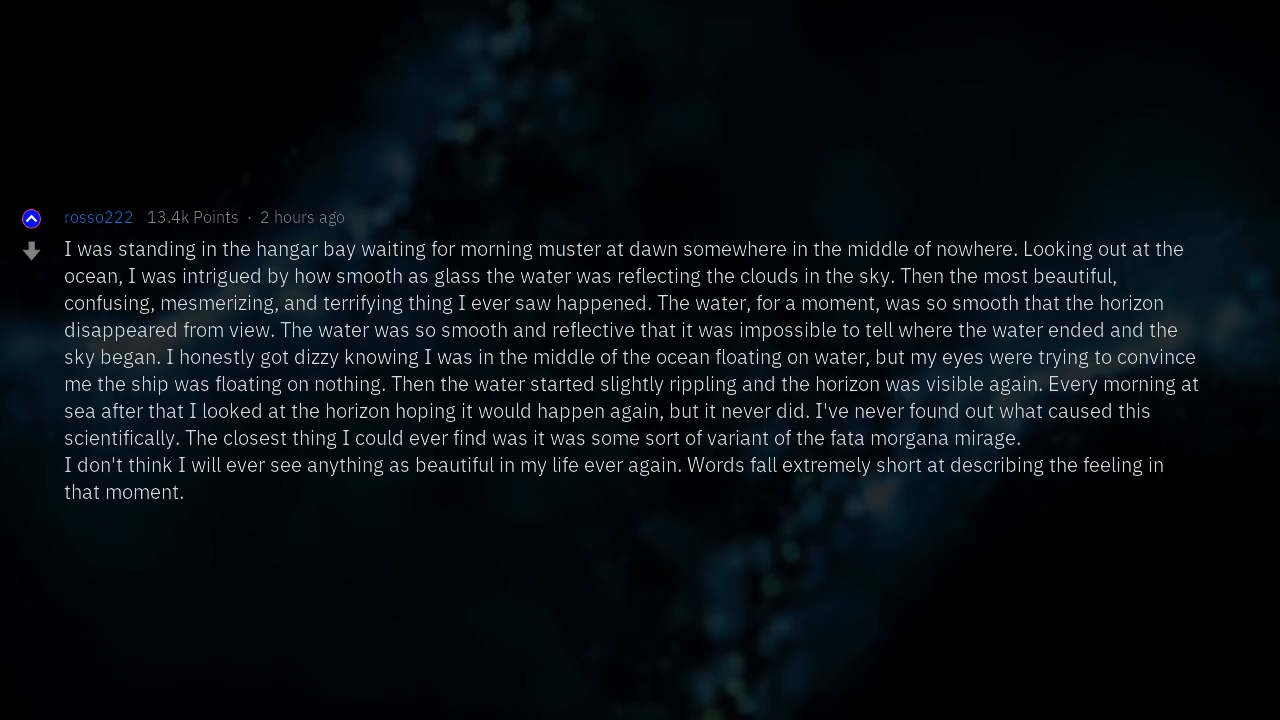 rosso222 13.4k Points · 2 hours ago
I was standing in the hangar bay waiting for morning muster at dawn somewhere in the middle of nowhere. Looking out at the
ocean, I was intrigued by how smooth as glass the water was reflecting the clouds in the sky. Then the most beautiful,
confusing, mesmerizing, and terrifying thing I ever saw happened. The water, for a moment, was so smooth that the horizon
disappeared from view. The water was so smooth and reflective that it was impossible to tell where the water ended and the
sky began. I honestly got dizzy knowing I was in the middle of the ocean floating on water, but my eyes were trying to convince
me the ship was floating on nothing. Then the water started slightly rippling and the horizon was visible again. Every morning at
sea after that I looked at the horizon hoping it would happen again, but it never did. I've never found out what caused this
scientifically. The closest thing I could ever find was it was some sort of variant of the fata morgana mirage.
I don't think I will ever see anything as beautiful in my life ever again. Words fall extremely short at describing the feeling in
that moment.